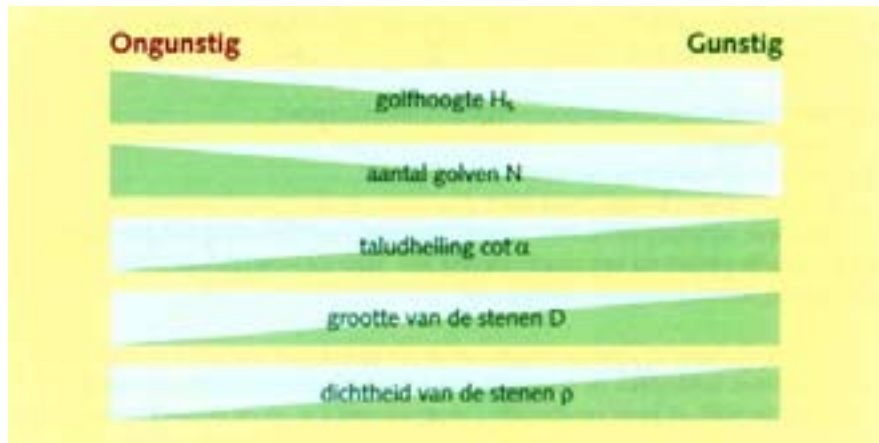 Ongunstig Gunstig
golfhoogte Hs
aantal golven N
taludhelling cot α
grootte van de stenen D
dichtheid van de stenen ρ